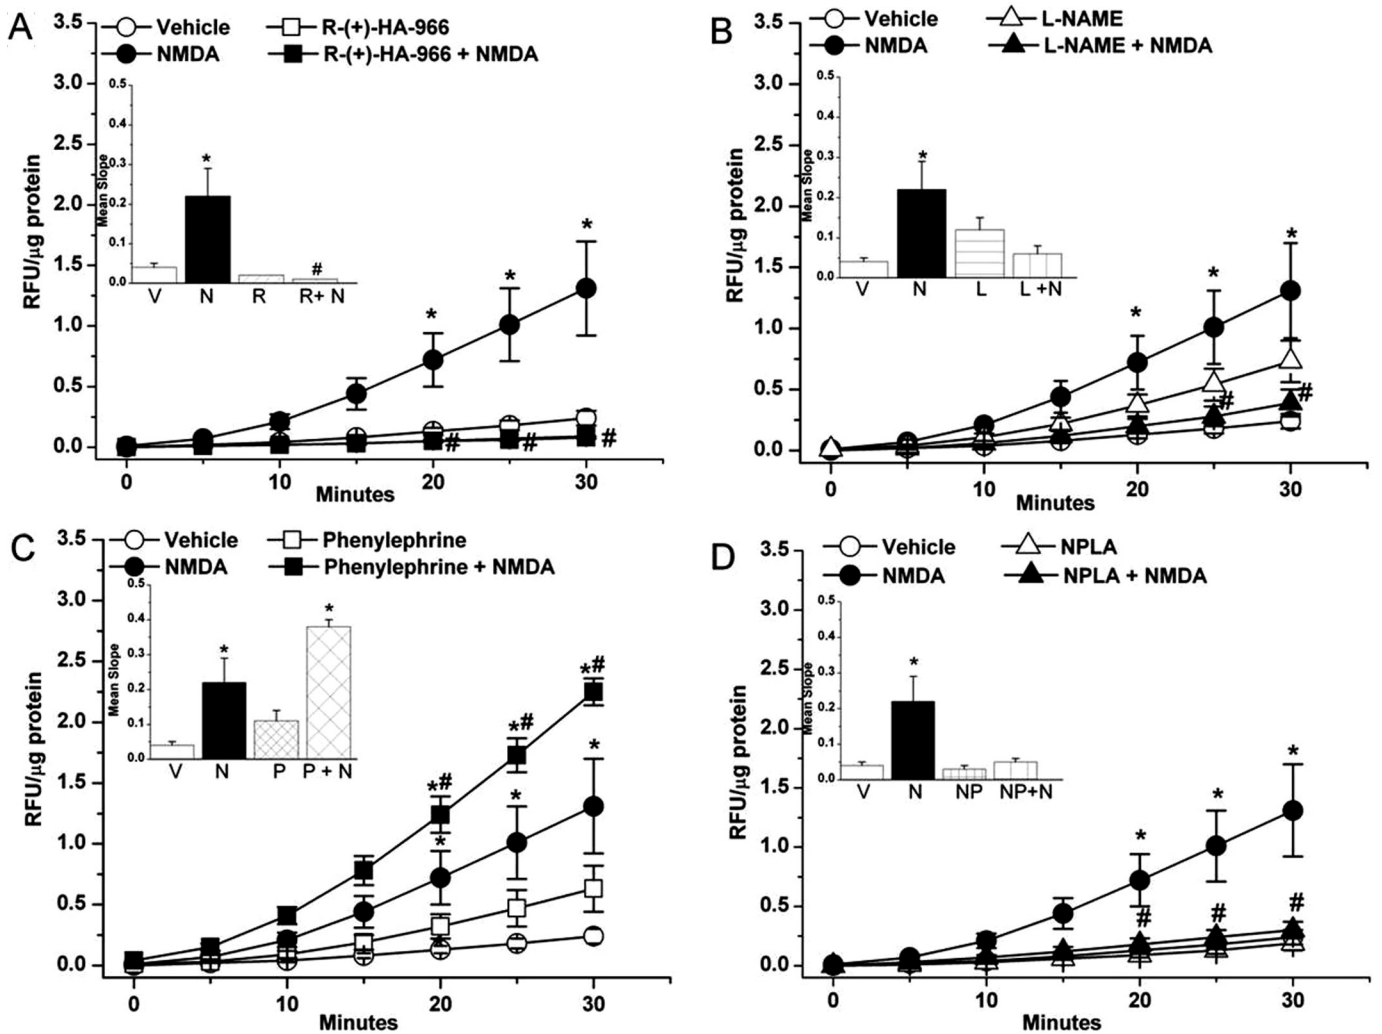 A
Vehicle R-(+)-HA-966
NMDA R-(+)-HA-966 + NMDA
RFU/µg protein
3.5
3.0
2.5
2.0
1.5
1.0
0.5
0.0
Mean Slope
0.5
0.4
0.3
0.2
0.1
0.0
*
#
V N R R+ N
* * *
# # #
0 10 20 30
Minutes
B
Vehicle L-NAME
NMDA L-NAME + NMDA
RFU/µg protein
3.5
3.0
2.5
2.0
1.5
1.0
0.5
0.0
Mean Slope
0.5
0.4
0.3
0.2
0.1
0.0
*
V N L L +N
* * *
# #
0 10 20 30
Minutes
C
Vehicle Phenylephrine
NMDA Phenylephrine + NMDA
RFU/µg protein
3.5
3.0
2.5
2.0
1.5
1.0
0.5
0.0
Mean Slope
0.5
0.4
0.3
0.2
0.1
0.0
* *
V N P P + N
*# *# *#
* * *
0 10 20 30
Minutes
D
Vehicle NPLA
NMDA NPLA + NMDA
RFU/µg protein
3.5
3.0
2.5
2.0
1.5
1.0
0.5
0.0
Mean Slope
0.5
0.4
0.3
0.2
0.1
0.0
*
V N NP NP+N
* * *
# # #
0 10 20 30
Minutes